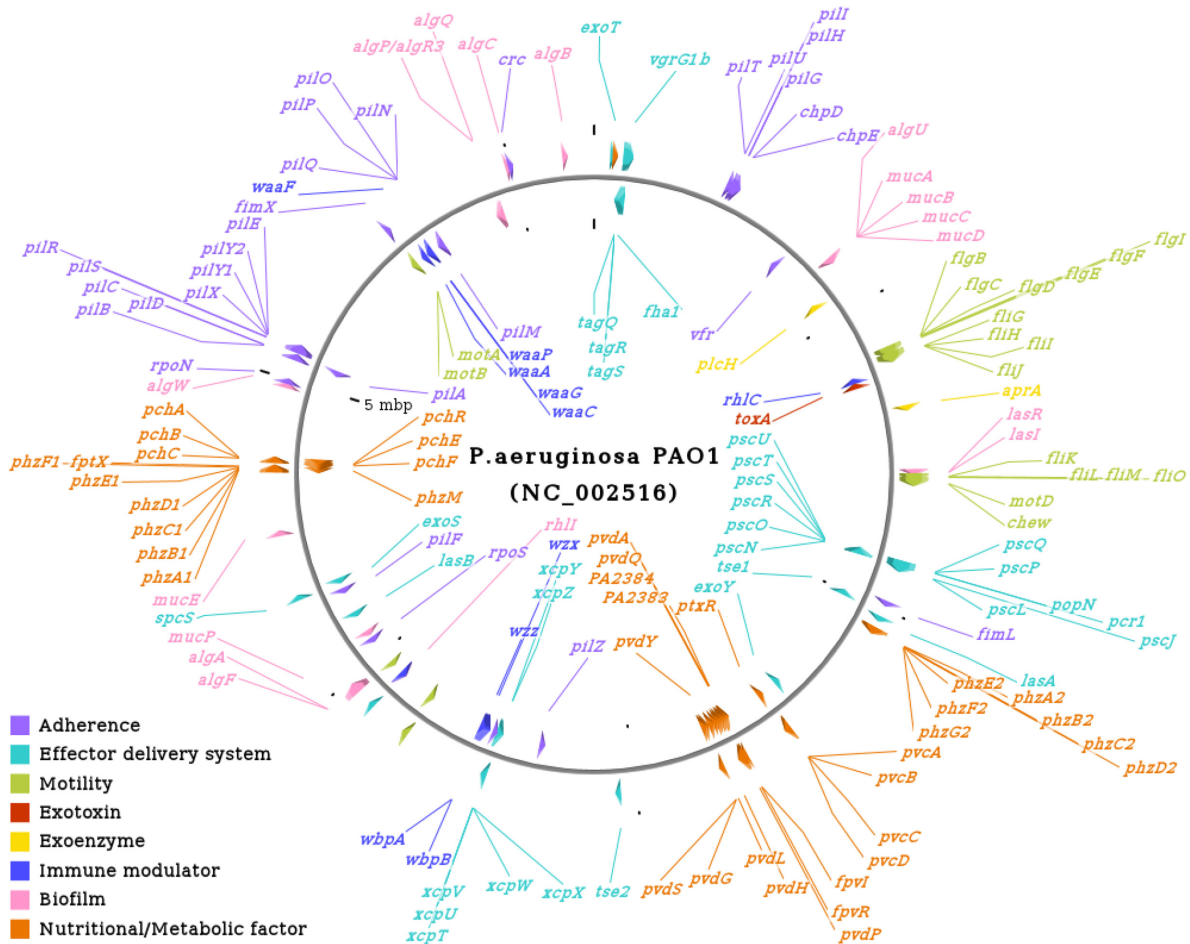 algQ
algP/algR3
algC
crc
algB
exoT
vgrG1b
pilI
pilH
pilT
pilU
pilG
chpD
chpE
algU
pilO
pilP
pilN
pilQ
waaF
fimX
pilE
pilR
pilS
pilY2
pilC
pilY1
pilX
pilB
pilD
mucA
mucB
mucC
mucD
flgI
flgF
flgE
flgB
flgD
flgC
fliG
fliH
fliI
fliJ
tagQ
fha1
tagR
tagS
vfr
plcH
pilM
motA
waaP
motB
waaA
waaG
waaC
rpoN
algW
pilA
5 mbp
rhlC
toxA
aprA
lasR
lasI
pchA
pchB
pchC
phzF1
fptX
phzE1
phzD1
phzC1
phzB1
phzA1
pchR
pchE
pchF
phzM
P.aeruginosa PAO1
(NC_002516)
pscU
pscT
pscS
pscR
pscO
pscN
fliK
fliL
fliM
fliO
motD
chew
exoS
pilF
lasB
rpoS
rhlI
wzx
xcpY
xcpZ
pvdA
pvdQ
PA2384
PA2383
tse1
exoY
ptxR
pscQ
pscP
popN
pscL
pcr1
pscJ
fimL
lasA
mucE
spcS
mucP
algA
algF
wzz
pilZ
pvdY
phzE2
phzA2
phzF2
phzB2
phzG2
phzC2
phzD2
pvcA
pvcB
pvcC
pvcD
wbpA
wbpB
xcpV
xcpU
xcpT
xcpW
xcpX
tse2
pvdS
pvdG
pvdL
pvdH
fpvI
fpvR
pvdP
Adherence
Effector delivery system
Motility
Exotoxin
Exoenzyme
Immune modulator
Biofilm
Nutritional/Metabolic factor